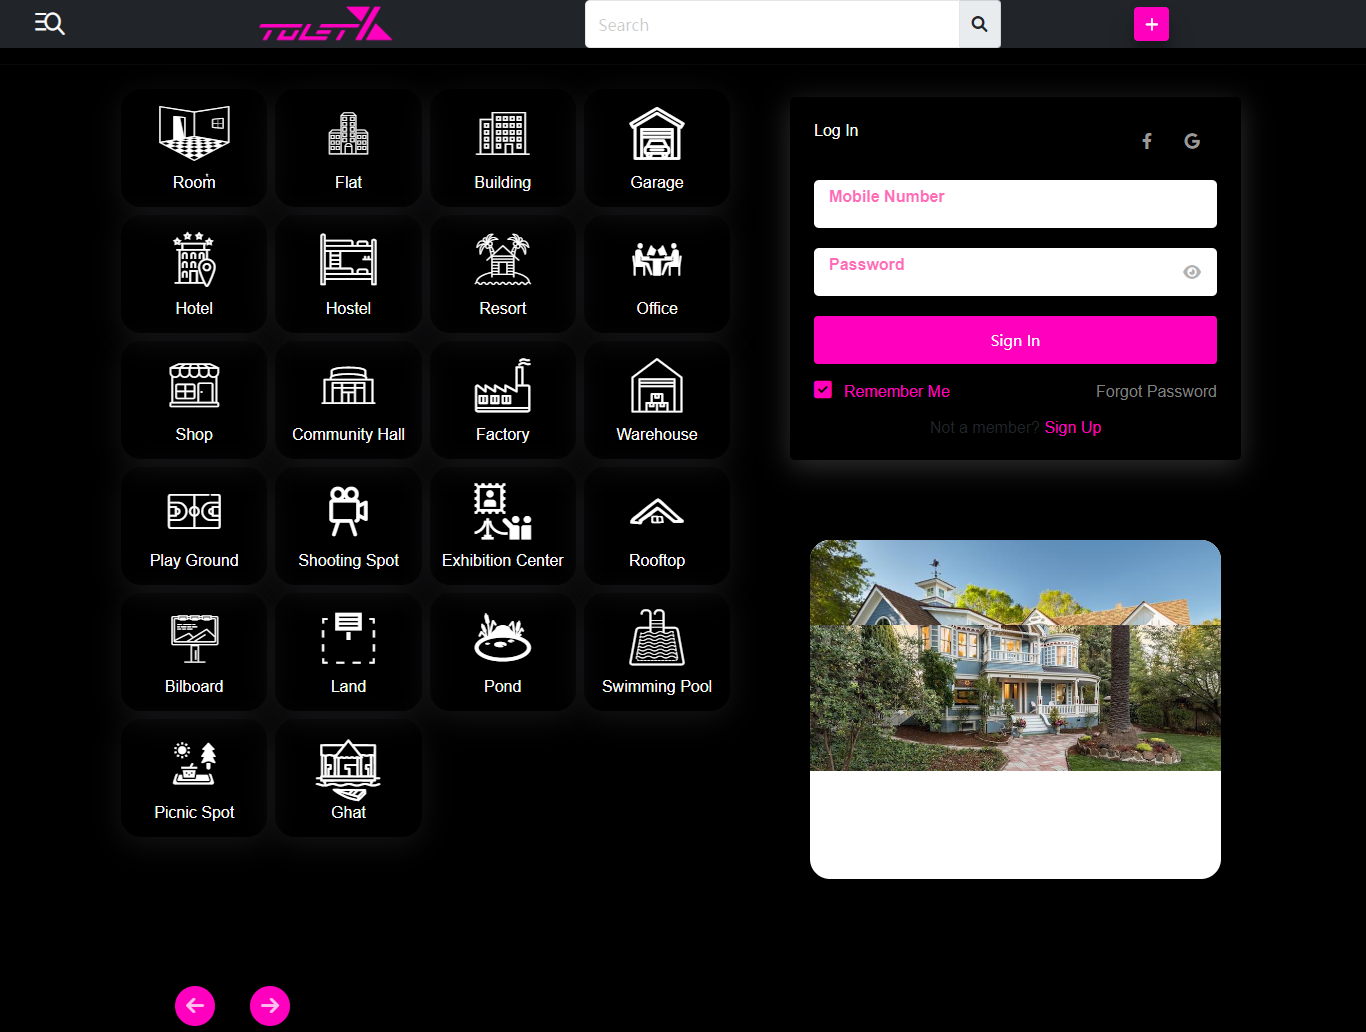 TOLET
Search
Log In
Room
Flat
Building
Garage
Mobile Number
Password
Hotel
Hostel
Resort
Office
Sign In
Remember Me
Forgot Password
Not a member? Sign Up
Shop
Community Hall
Factory
Warehouse
Play Ground
Shooting Spot
Exhibition Center
Rooftop
Bilboard
Land
Pond
Swimming Pool
Picnic Spot
Ghat